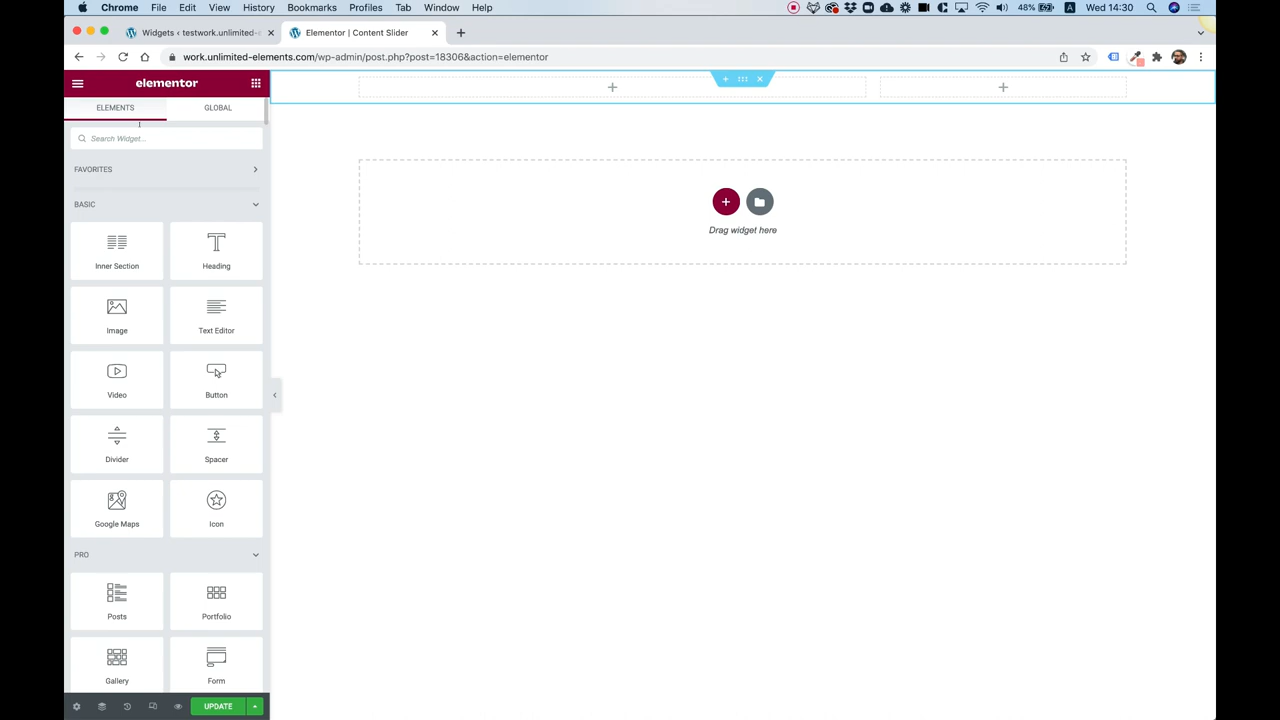 Chrome File Edit View History Bookmarks Profiles Tab Window Help
48% A Wed 14:30
Widgets ‹ testwork.unlimited-e
Elementor | Content Slider
work.unlimited-elements.com/wp-admin/post.php?post=18306&action=elementor
elementor
ELEMENTS GLOBAL
Search Widget...
FAVORITES
BASIC
Inner Section Heading
Image Text Editor
Video Button
Divider Spacer
Google Maps Icon
PRO
Posts Portfolio
Gallery Form
UPDATE
Drag widget here